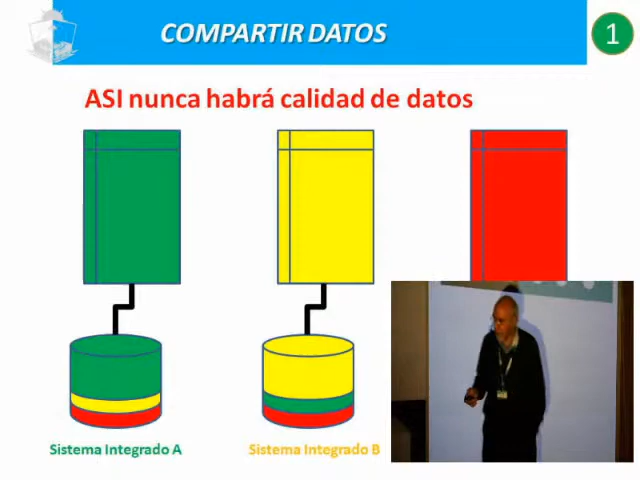 COMPARTIR DATOS
1
ASI nunca habrá calidad de datos
Sistema Integrado A
Sistema Integrado B